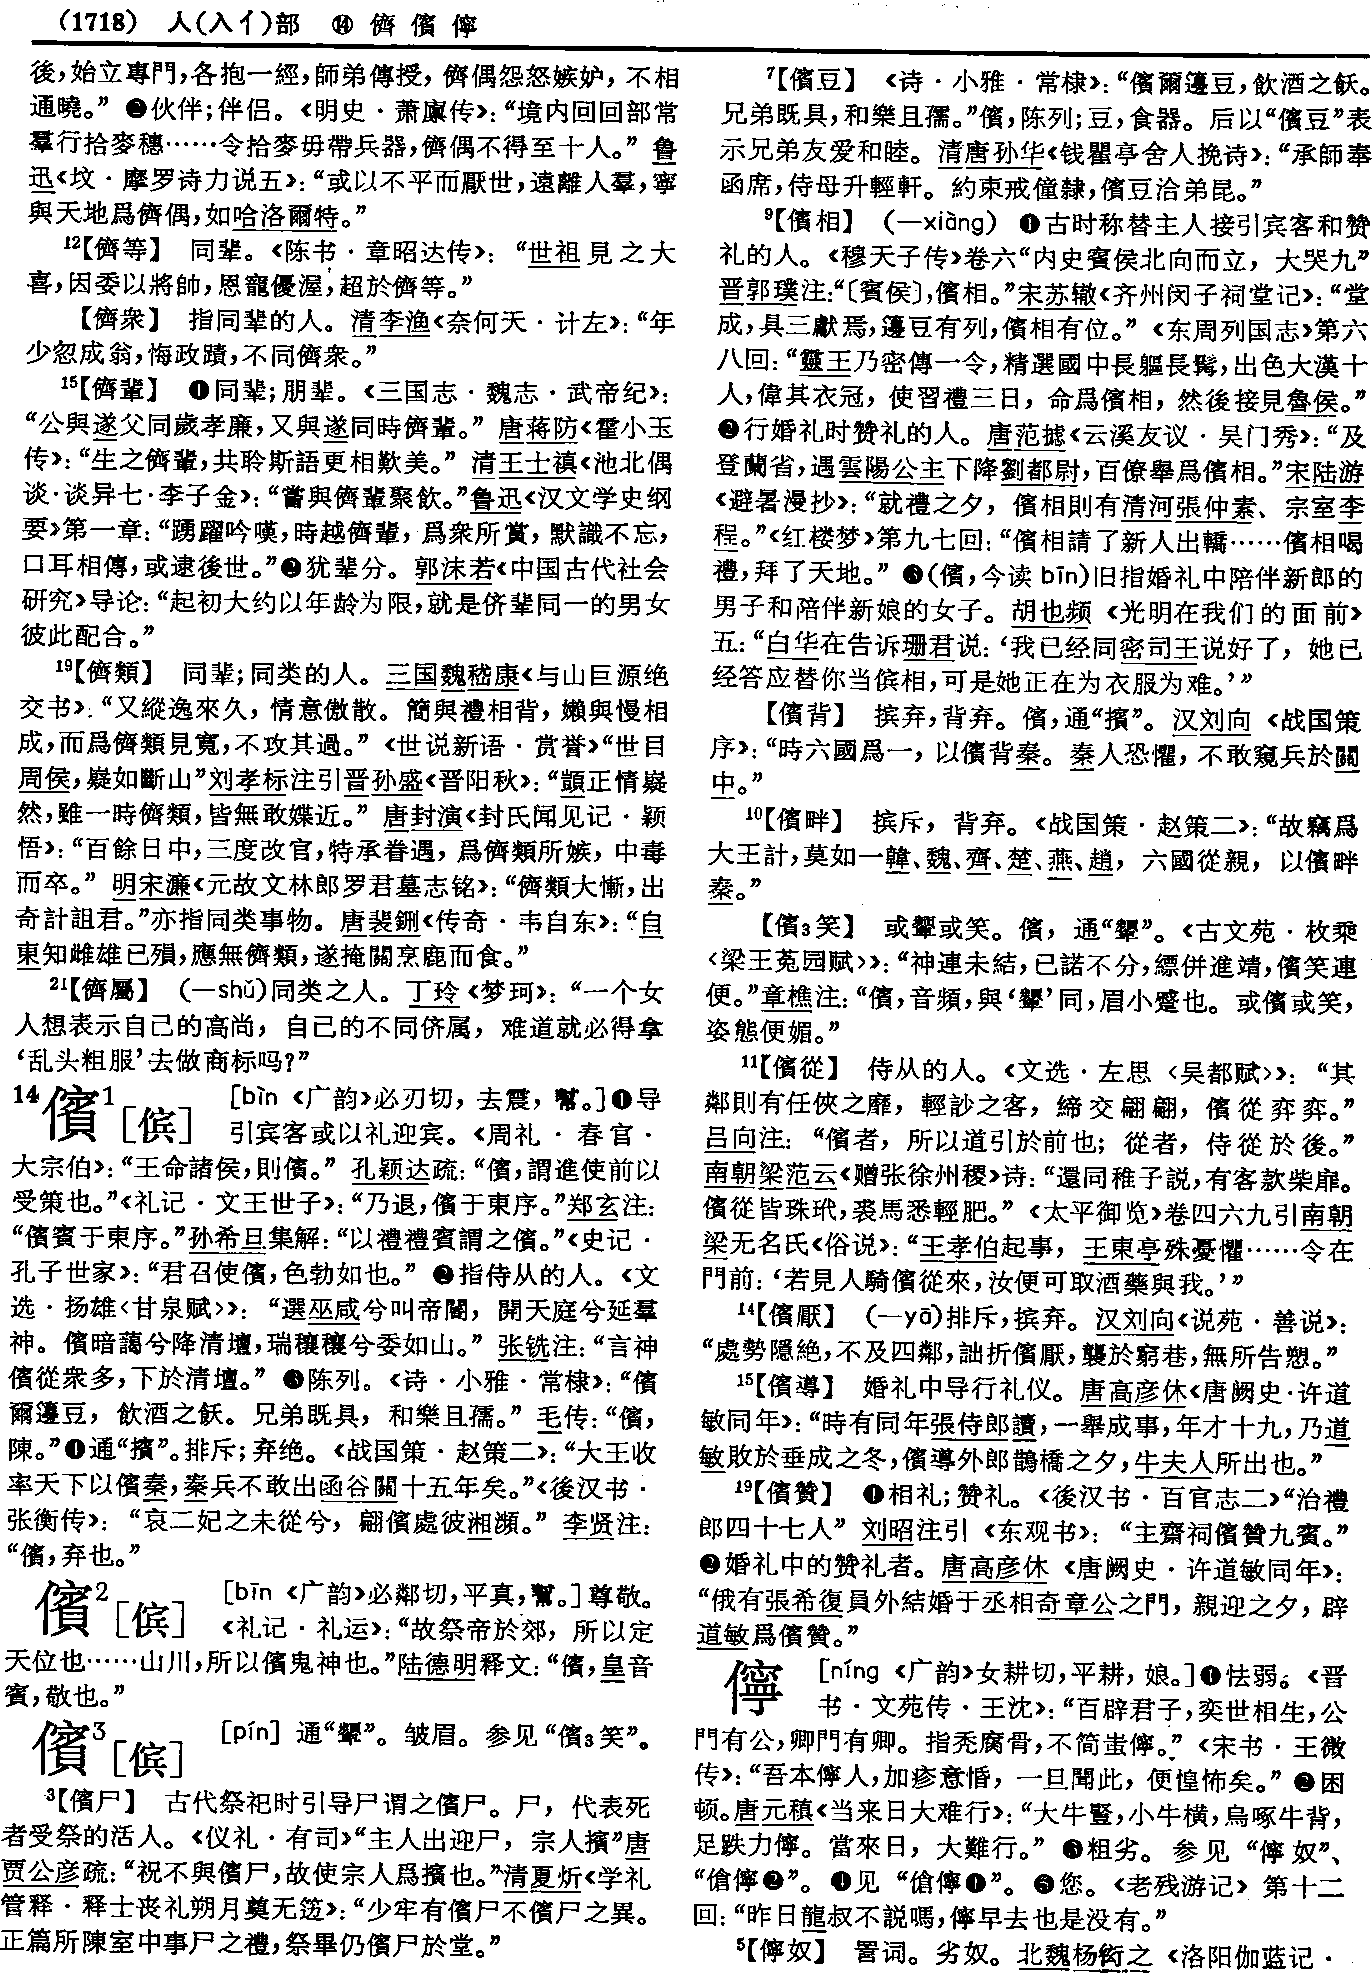 (1718) 人(入亻)部 ⑭ 儕 儐 儜
後,始立專門,各抱一經,師弟傳授,儕偶怨怒嫉妒,不相
通曉。” ❷伙伴;伴侣。《明史·萧廪传》:“境内回回部常
羣行拾麥穗……令拾麥毋帶兵器,儕偶不得至十人。” 鲁
迅《坟·摩罗诗力说五》:“或以不平而厭世,遠離人羣,寧
與天地爲儕偶,如哈洛爾特。”
¹²【儕等】 同辈。《陈书·章昭达传》:“世祖見之大
喜,因委以將帥,恩寵優渥,超於儕等。”
【儕衆】 指同辈的人。清李渔《奈何天·计左》:“年
少忽成翁,悔政蹟,不同儕衆。”
¹⁵【儕輩】 ❶同辈;朋辈。《三国志·魏志·武帝纪》:
“公與遂父同歲孝廉,又與遂同時儕輩。” 唐蒋防《霍小玉
传》:“生之儕輩,共聆斯語更相歎美。” 清王士禛《池北偶
谈·谈异七·李子金》:“嘗與儕輩聚飲。”鲁迅《汉文学史纲
要》第一章:“踴躍吟嘆,時越儕輩,爲衆所賞,默識不忘,
口耳相傳,或逮後世。”❷犹辈分。郭沫若《中国古代社会
研究》导论:“起初大约以年龄为限,就是侪辈同一的男女
彼此配合。”
¹⁹【儕類】 同辈;同类的人。三国魏嵇康《与山巨源绝
交书》:“又縱逸來久,情意傲散。簡與禮相背,嬾與慢相
成,而爲儕類見寬,不攻其過。”《世说新语·赏誉》“世目
周侯,嶷如斷山”刘孝标注引晋孙盛《晋阳秋》:“顗正情嶷
然,雖一時儕類,皆無敢媟近。” 唐封演《封氏闻见记·颖
悟》:“百餘日中,三度改官,特承眷遇,爲儕類所嫉,中毒
而卒。” 明宋濂《元故文林郎罗君墓志铭》:“儕類大慚,出
奇計詛君。”亦指同类事物。唐裴铏《传奇·韦自东》:“自
東知雌雄已殞,應無儕類,遂掩關烹鹿而食。”
²¹【儕屬】 (—shǔ)同类之人。丁玲《梦珂》:“一个女
人想表示自己的高尚,自己的不同侪属,难道就必得拿
‘乱头粗服’去做商标吗?”
14儐¹[傧] [bìn 《广韵》必刃切,去震,幫。]❶导
引宾客或以礼迎宾。《周礼·春官·
大宗伯》:“王命諸侯,則儐。” 孔颖达疏:“儐,謂進使前以
受策也。”《礼记·文王世子》:“乃退,儐于東序。”郑玄注:
“儐賓于東序。”孙希旦集解:“以禮禮賓謂之儐。”《史记·
孔子世家》:“君召使儐,色勃如也。” ❷指侍从的人。《文
选·扬雄〈甘泉赋〉》:“選巫咸兮叫帝閽,開天庭兮延羣
神。儐暗藹兮降清壇,瑞穰穰兮委如山。” 张铣注:“言神
儐從衆多,下於清壇。” ❸陈列。《诗·小雅·常棣》:“儐
爾籩豆,飲酒之飫。兄弟既具,和樂且孺。” 毛传:“儐,
陳。”❹通“擯”。排斥;弃绝。《战国策·赵策二》:“大王收
率天下以儐秦,秦兵不敢出函谷關十五年矣。”《後汉书·
张衡传》:“哀二妃之未從兮,翩儐處彼湘瀕。” 李贤注:
“儐,弃也。”
儐²[傧] [bīn 《广韵》必鄰切,平真,幫。]尊敬。
《礼记·礼运》:“故祭帝於郊,所以定
天位也……山川,所以儐鬼神也。”陆德明释文:“儐,皇音
賓,敬也。”
儐³[傧] [pín] 通“顰”。皱眉。参见“儐₃笑”。
³【儐尸】 古代祭祀时引导尸谓之儐尸。尸,代表死
者受祭的活人。《仪礼·有司》“主人出迎尸,宗人擯”唐
贾公彦疏:“祝不與儐尸,故使宗人爲擯也。”清夏炘《学礼
管释·释士丧礼朔月奠无笾》:“少牢有儐尸不儐尸之異。
正篇所陳室中事尸之禮,祭畢仍儐尸於堂。”
⁷【儐豆】 《诗·小雅·常棣》:“儐爾籩豆,飲酒之飫。
兄弟既具,和樂且孺。”儐,陈列;豆,食器。后以“儐豆”表
示兄弟友爱和睦。清唐孙华《钱瞿亭舍人挽诗》:“承師奉
函席,侍母升輕軒。約束戒僮隸,儐豆洽弟昆。”
⁹【儐相】 (—xiàng) ❶古时称替主人接引宾客和赞
礼的人。《穆天子传》卷六“内史賓侯北向而立,大哭九”
晋郭璞注:“〔賓侯〕,儐相。”宋苏辙《齐州闵子祠堂记》:“堂
成,具三獻焉,籩豆有列,儐相有位。”《东周列国志》第六
八回:“靈王乃密傳一令,精選國中長軀長髯,出色大漢十
人,偉其衣冠,使習禮三日,命爲儐相,然後接見魯侯。”
❷行婚礼时赞礼的人。唐范摅《云溪友议·吴门秀》:“及
登蘭省,遇雲陽公主下降劉都尉,百僚舉爲儐相。”宋陆游
《避暑漫抄》:“就禮之夕,儐相則有清河張仲素、宗室李
程。”《红楼梦》第九七回:“儐相請了新人出轎……儐相喝
禮,拜了天地。” ❸(儐,今读 bīn)旧指婚礼中陪伴新郎的
男子和陪伴新娘的女子。胡也频《光明在我们的面前》
五:“白华在告诉珊君说:‘我已经同密司王说好了,她已
经答应替你当傧相,可是她正在为衣服为难。’”
【儐背】 摈弃,背弃。儐,通“擯”。汉刘向《战国策
序》:“時六國爲一,以儐背秦。秦人恐懼,不敢窺兵於關
中。”
¹⁰【儐畔】 摈斥,背弃。《战国策·赵策二》:“故竊爲
大王計,莫如一韓、魏、齊、楚、燕、趙,六國從親,以儐畔
秦。”
【儐₃笑】 或顰或笑。儐,通“顰”。《古文苑·枚乘
〈梁王菟园赋〉》:“神連未結,已諾不分,縹併進靖,儐笑連
便。”章樵注:“儐,音頻,與‘顰’同,眉小蹙也。或儐或笑,
姿態便媚。”
¹¹【儐從】 侍从的人。《文选·左思〈吴都赋〉》:“其
鄰則有任俠之靡,輕訬之客,締交翩翩,儐從弈弈。”
吕向注:“儐者,所以道引於前也;從者,侍從於後。”
南朝梁范云《赠张徐州稷》诗:“還同稚子説,有客款柴扉。
儐從皆珠玳,裘馬悉輕肥。”《太平御览》卷四六九引南朝
梁无名氏《俗说》:“王孝伯起事,王東亭殊憂懼……令在
門前:‘若見人騎儐從來,汝便可取酒藥與我。’”
¹⁴【儐厭】 (—yā)排斥,摈弃。汉刘向《说苑·善说》:
“處勢隱絶,不及四鄰,詘折儐厭,襲於窮巷,無所告愬。”
¹⁵【儐導】 婚礼中导行礼仪。唐高彦休《唐阙史·许道
敏同年》:“時有同年張侍郎讀,一舉成事,年才十九,乃道
敏敗於垂成之冬,儐導外郎鵲橋之夕,牛夫人所出也。”
¹⁹【儐贊】 ❶相礼;赞礼。《後汉书·百官志二》“治禮
郎四十七人” 刘昭注引《东观书》:“主齋祠儐贊九賓。”
❷婚礼中的赞礼者。唐高彦休《唐阙史·许道敏同年》:
“俄有張希復員外結婚于丞相奇章公之門,親迎之夕,辟
道敏爲儐贊。”
儜 [níng 《广韵》女耕切,平耕,娘。]❶怯弱。《晋
书·文苑传·王沈》:“百辟君子,奕世相生,公
門有公,卿門有卿。指秃腐骨,不简蚩儜。”《宋书·王微
传》:“吾本儜人,加疹意惛,一旦聞此,便惶怖矣。” ❷困
顿。唐元稹《当来日大难行》:“大牛豎,小牛横,烏啄牛背,
足跌力儜。當來日,大難行。” ❸粗劣。参见“儜奴”、
“傖儜❷”。❹见“傖儜❶”。❺您。《老残游记》第十二
回:“昨日龍叔不説嗎,儜早去也是没有。”
⁵【儜奴】 詈词。劣奴。北魏杨衒之《洛阳伽蓝记·